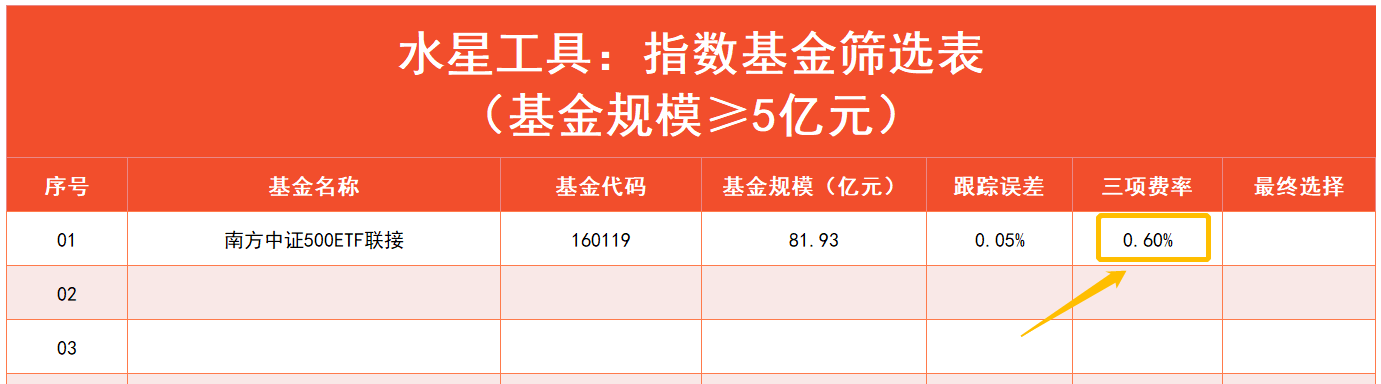 水星工具：指数基金筛选表
（基金规模≥5亿元）
序号 基金名称 基金代码 基金规模（亿元） 跟踪误差 三项费率 最终选择
01 南方中证500ETF联接 160119 81.93 0.05% 0.60%
02
03